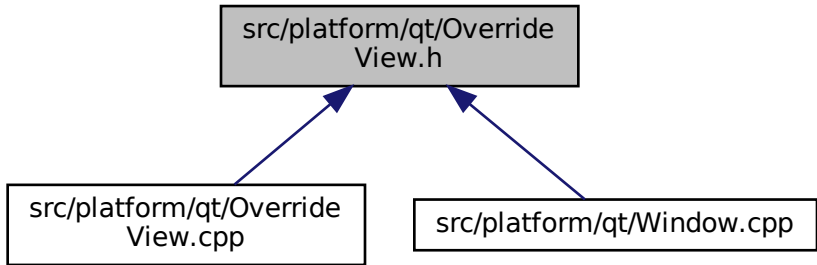 src/platform/qt/Override
View.h
src/platform/qt/Override
View.cpp
src/platform/qt/Window.cpp